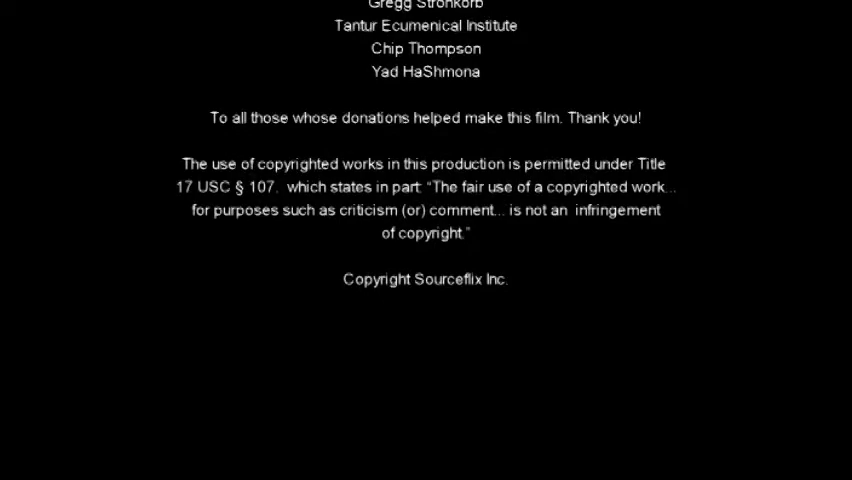 Gregg Stronkorb
Tantur Ecumenical Institute
Chip Thompson
Yad HaShmona
To all those whose donations helped make this film. Thank you!
The use of copyrighted works in this production is permitted under Title
17 USC § 107.  which states in part: “The fair use of a copyrighted work...
for purposes such as criticism (or) comment... is not an  infringement
of copyright.”
Copyright Sourceflix Inc.